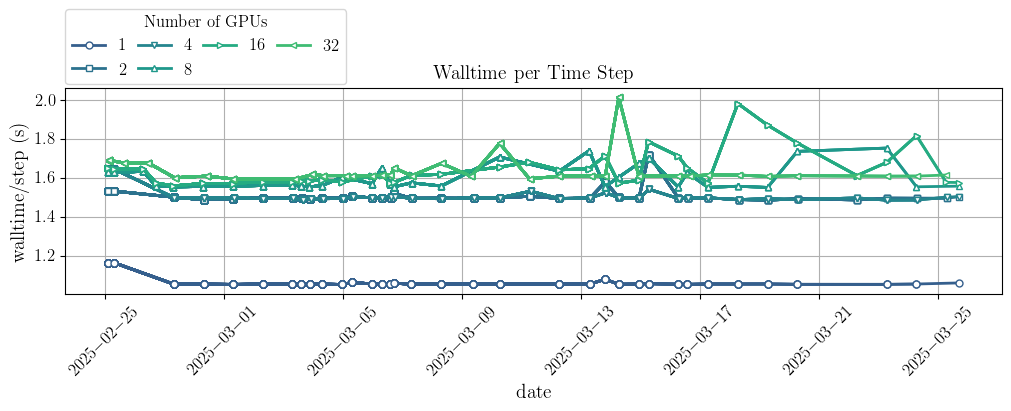 Number of GPUs
1 4 16 32
2 8
Walltime per Time Step
walltime/step (s)
2.0
1.8
1.6
1.4
1.2
2025−02−25 2025−03−01 2025−03−05 2025−03−09 2025−03−13 2025−03−17 2025−03−21 2025−03−25
date